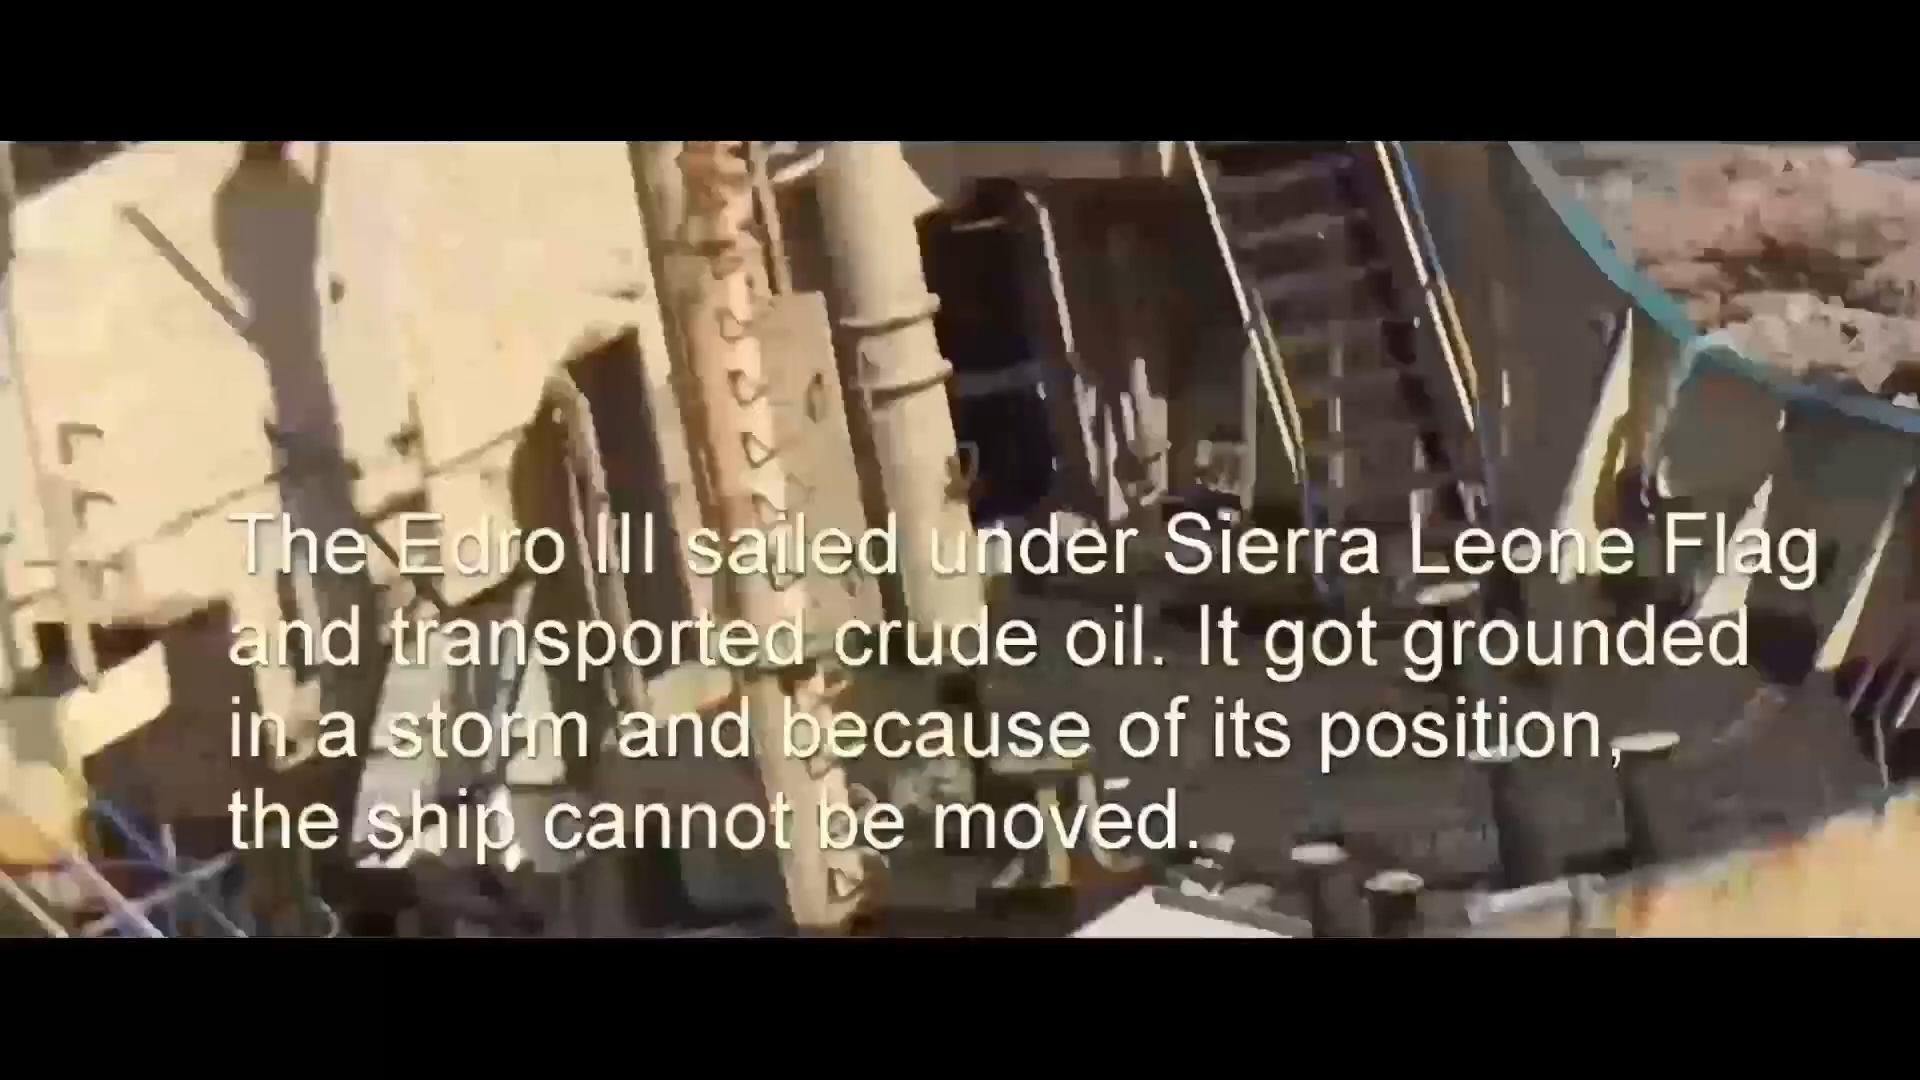 The Edro III sailed under Sierra Leone Flag
and transported crude oil. It got grounded
in a storm and because of its position,
the ship cannot be moved.